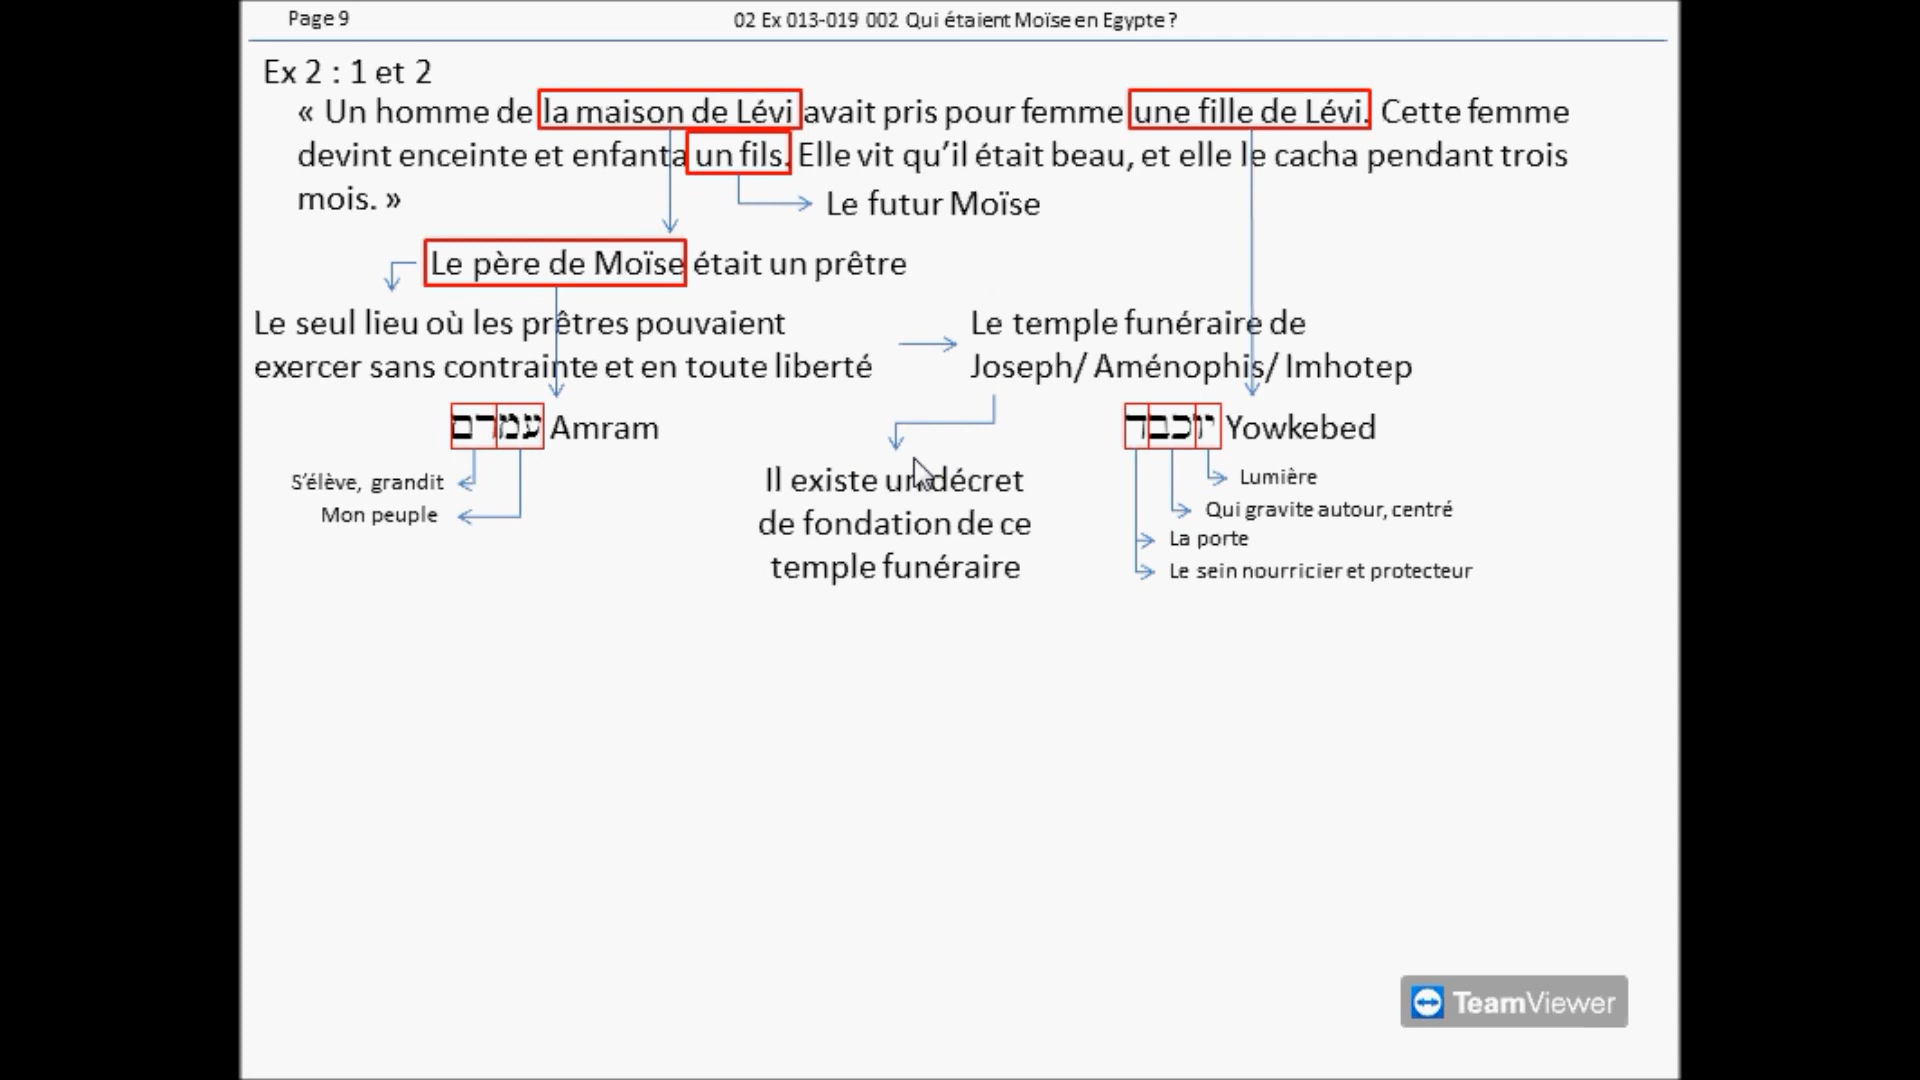 Page 9
02 Ex 013-019 002 Qui étaient Moïse en Egypte ?
Ex 2 : 1 et 2
« Un homme de la maison de Lévi avait pris pour femme une fille de Lévi. Cette femme
devint enceinte et enfanta un fils. Elle vit qu’il était beau, et elle le cacha pendant trois
mois. »
Le futur Moïse
Le père de Moïse était un prêtre
Le seul lieu où les prêtres pouvaient
exercer sans contrainte et en toute liberté
Le temple funéraire de
Joseph/ Aménophis/ Imhotep
עמרם Amram
S’élève, grandit
Mon peuple
Il existe un décret
de fondation de ce
temple funéraire
יוכבד Yowkebed
Lumière
Qui gravite autour, centré
La porte
Le sein nourricier et protecteur
TeamViewer